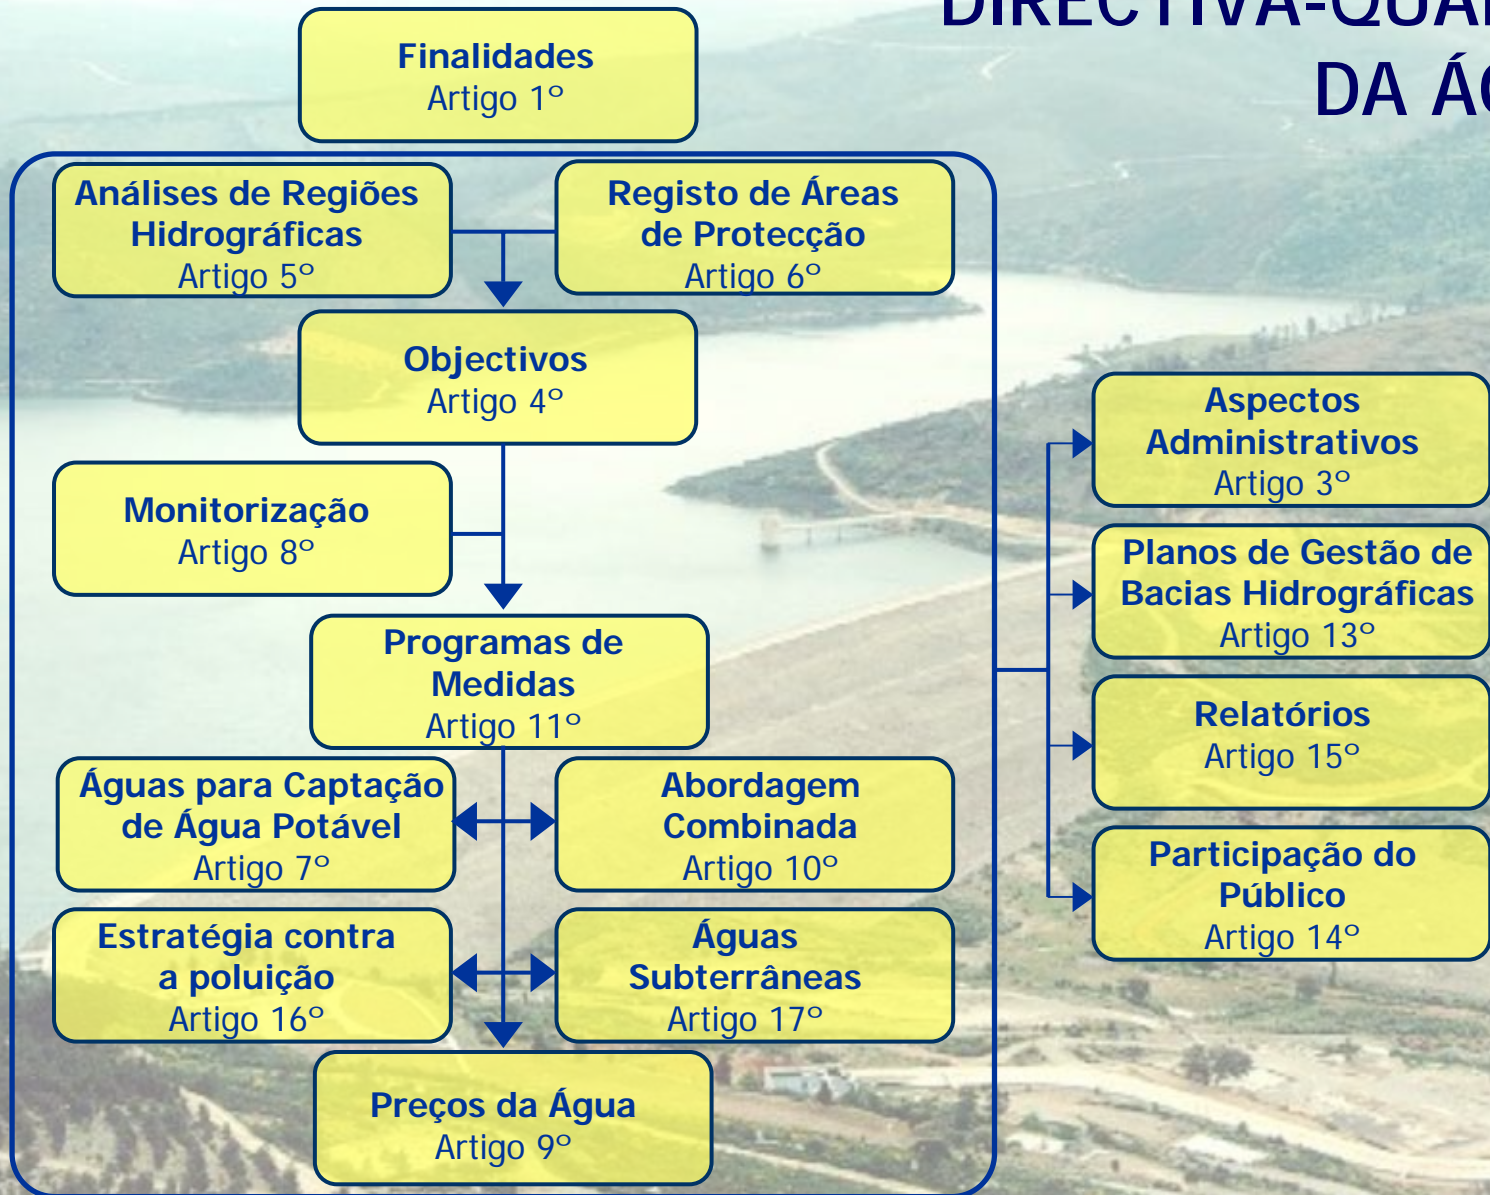 DA
Finalidades
Artigo 1º
Análises de Regiões
Hidrográficas
Artigo 5º
Registo de Áreas
de Protecção
Artigo 6º
Objectivos
Artigo 4º
Monitorização
Artigo 8º
Programas de
Medidas
Artigo 11º
Águas para Captação
de Água Potável
Artigo 7º
Abordagem
Combinada
Artigo 10º
Estratégia contra
a poluição
Artigo 16º
Águas
Subterrâneas
Artigo 17º
Preços da Água
Artigo 9º
Aspectos
Administrativos
Artigo 3º
Planos de Gestão de
Bacias Hidrográficas
Artigo 13º
Relatórios
Artigo 15º
Participação do
Público
Artigo 14º